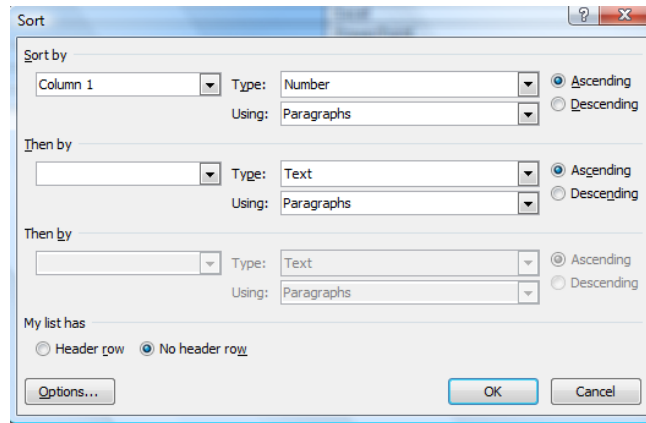 Sort
Sort by
Column 1 Type: Number Ascending
Using: Paragraphs Descending
Then by
Type: Text Ascending
Using: Paragraphs Descending
Then by
Type: Text Ascending
Using: Paragraphs Descending
My list has
Header row No header row
Options... OK Cancel